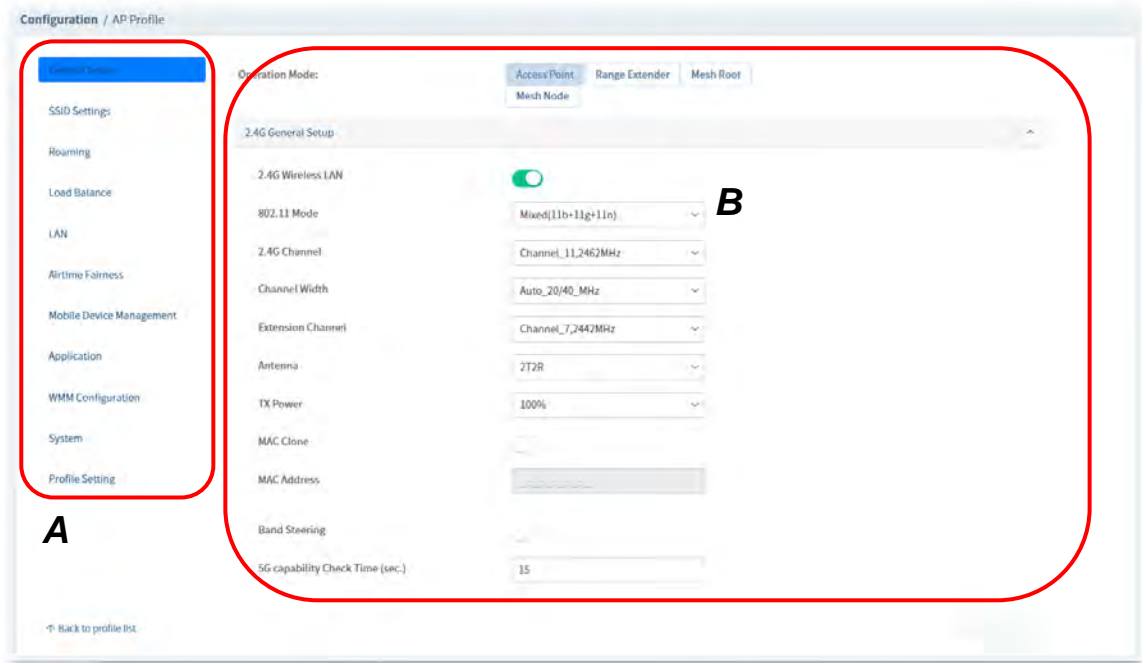 Configuration / AP Profile
General Setup
SSID Settings
Roaming
Load Balance
LAN
Airtime Fairness
Mobile Device Management
Application
WMM Configuration
System
Profile Setting
A
Back to profile list
Operation Mode:
Access Point Range Extender Mesh Root
Mesh Node
2.4G General Setup
2.4G Wireless LAN
B
802.11 Mode Mixed(11b+11g+11n)
2.4G Channel Channel_11,2462MHz
Channel Width Auto_20/40_MHz
Extension Channel Channel_7,2442MHz
Antenna 2T2R
TX Power 100%
MAC Clone
MAC Address
Band Steering
5G capability Check Time (sec.) 15